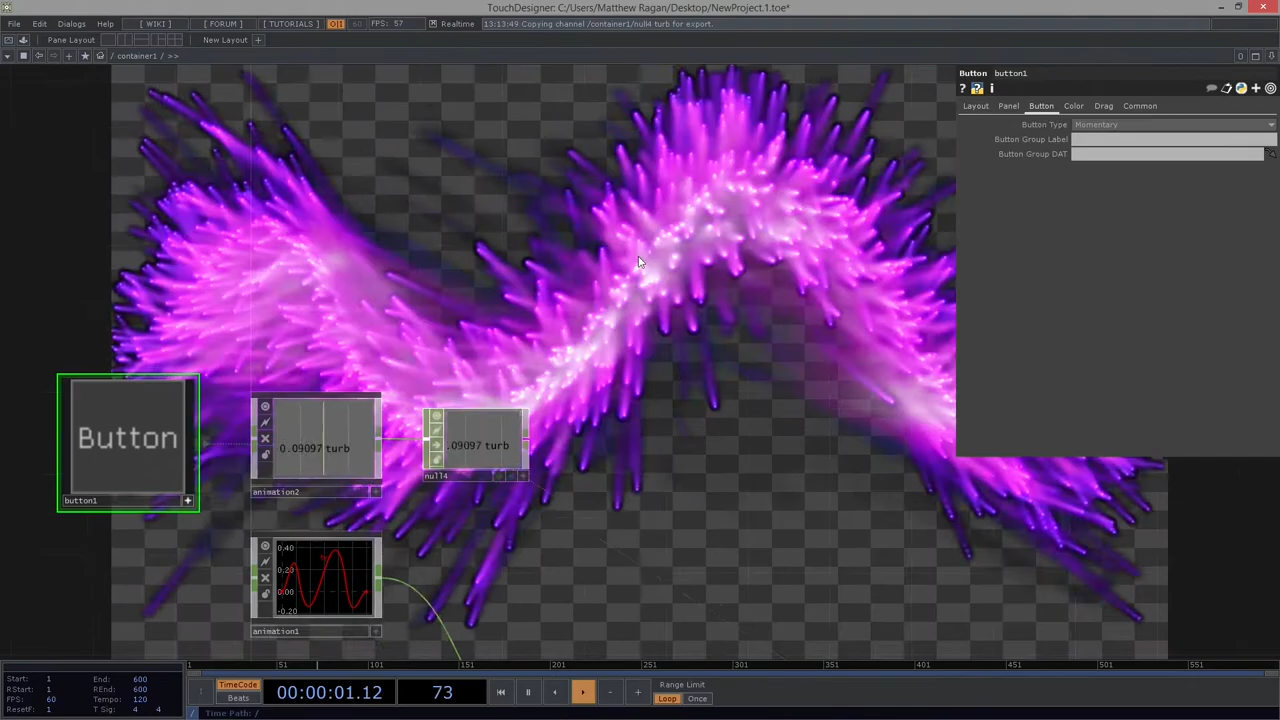 TouchDesigner: C:/Users/Matthew Ragan/Desktop/NewProject.1.toe*
File Edit Dialogs Help [ WIKI ] [ FORUM ] [ TUTORIALS ] O|I 60 FPS: 57 Realtime 13:13:49 Copying channel /container1/null4 turb for export.
Pane Layout New Layout +
/ container1 / >> 0
Button button1
? ? i
Layout Panel Button Color Drag Common
Button Type Momentary
Button Group Label
Button Group DAT
Button
button1
0.09097 turb
animation2
.09097 turb
null4
0.40
0.20
0.00
-0.20
animation1
1 51 101 151 201 251 301 351 401 451 501 551
Start: 1 End: 600
RStart: 1 REnd: 600
FPS: 60 Tempo: 120
ResetF: 1 T Sig: 4 4
TimeCode
Beats
00:00:01.12
73
Range Limit
Loop Once
/ Time Path: /